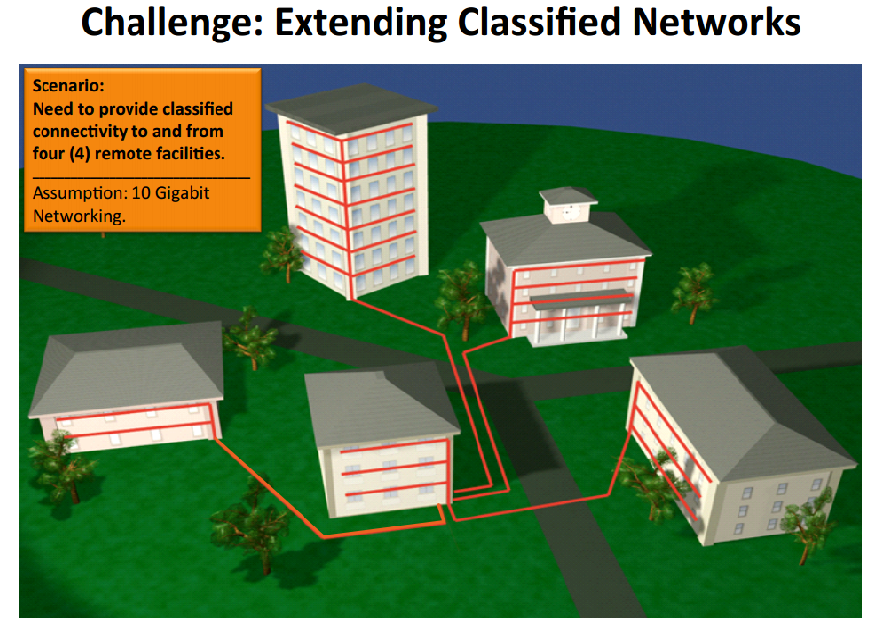 Challenge: Extending Classified Networks
Scenario:
Need to provide classified
connectivity to and from
four (4) remote facilities.
Assumption: 10 Gigabit
Networking.